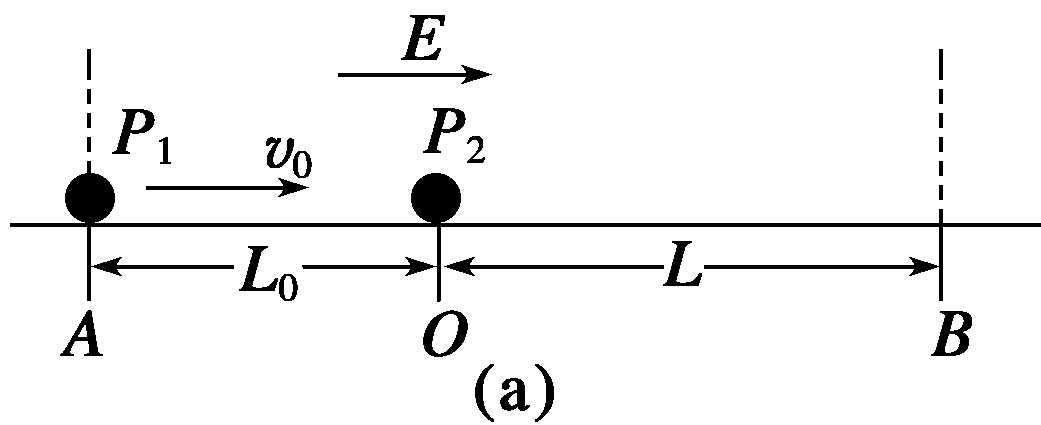 E
P₁ v₀ P₂
L₀ L
A O B
(a)